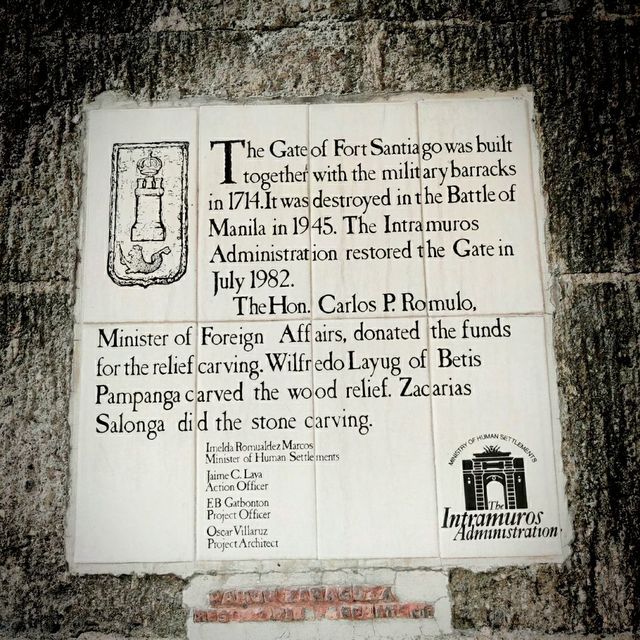 The Gate of Fort Santiago was built
together with the military barracks
in 1714. It was destroyed in the Battle of
Manila in 1945. The Intramuros
Administration restored the Gate in
July 1982.
The Hon. Carlos P. Romulo,
Minister of Foreign Affairs, donated the funds
for the relief carving. Wilfredo Layug of Betis
Pampanga carved the wood relief. Zacarias
Salonga did the stone carving.
Imelda Romualdez Marcos
Minister of Human Settlements
Jaime C. Lava
Action Officer
F.B Gatbonton
Project Officer
Oscar Villaruz
Project Architect
MINISTRY OF HUMAN SETTLEMENTS
The
Intramuros
Administration